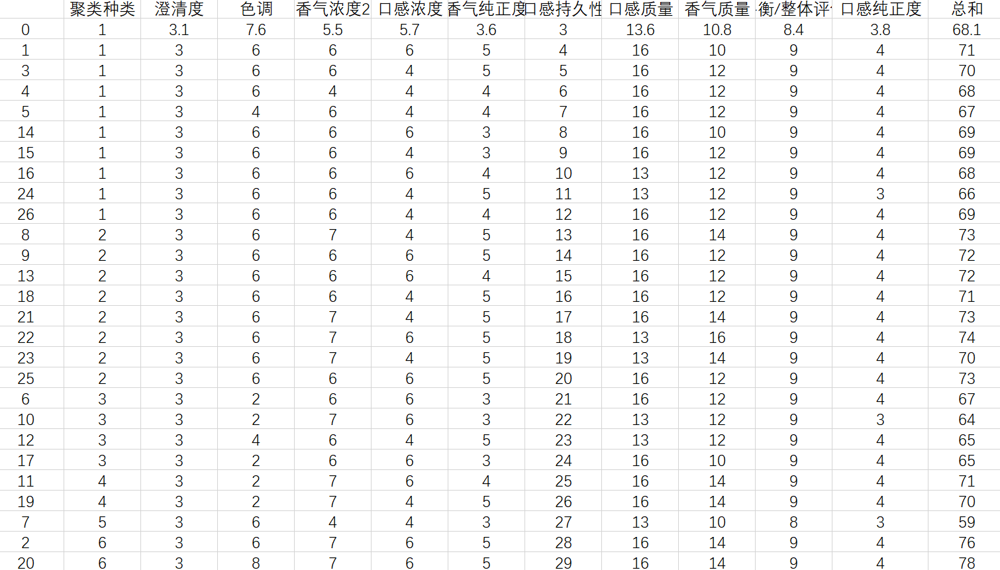 聚类种类 澄清度 色调 香气浓度2 口感浓度 香气纯正度 口感持久性 口感质量 香气质量 衡/整体评 口感纯正度 总和
0 1 3.1 7.6 5.5 5.7 3.6 3 13.6 10.8 8.4 3.8 68.1
1 1 3 6 6 6 5 4 16 10 9 4 71
3 1 3 6 6 4 5 5 16 12 9 4 70
4 1 3 6 4 4 4 6 16 12 9 4 68
5 1 3 4 6 4 4 7 16 12 9 4 67
14 1 3 6 6 6 3 8 16 10 9 4 69
15 1 3 6 6 4 3 9 16 12 9 4 69
16 1 3 6 6 6 4 10 13 12 9 4 68
24 1 3 6 6 4 5 11 13 12 9 3 66
26 1 3 6 6 4 4 12 16 12 9 4 69
8 2 3 6 7 4 5 13 16 14 9 4 73
9 2 3 6 6 6 5 14 16 12 9 4 72
13 2 3 6 6 6 4 15 16 12 9 4 72
18 2 3 6 6 4 5 16 16 12 9 4 71
21 2 3 6 7 4 5 17 16 14 9 4 73
22 2 3 6 7 6 5 18 13 16 9 4 74
23 2 3 6 7 4 5 19 13 14 9 4 70
25 2 3 6 6 6 5 20 16 12 9 4 73
6 3 3 2 6 6 3 21 16 12 9 4 67
10 3 3 2 7 6 3 22 13 12 9 3 64
12 3 3 4 6 4 5 23 13 12 9 4 65
17 3 3 2 6 6 3 24 16 10 9 4 65
11 4 3 2 7 6 4 25 16 14 9 4 71
19 4 3 2 7 4 5 26 16 14 9 4 70
7 5 3 6 4 4 3 27 13 10 8 3 59
2 6 3 6 7 6 5 28 16 14 9 4 76
20 6 3 8 7 6 5 29 16 14 9 4 78